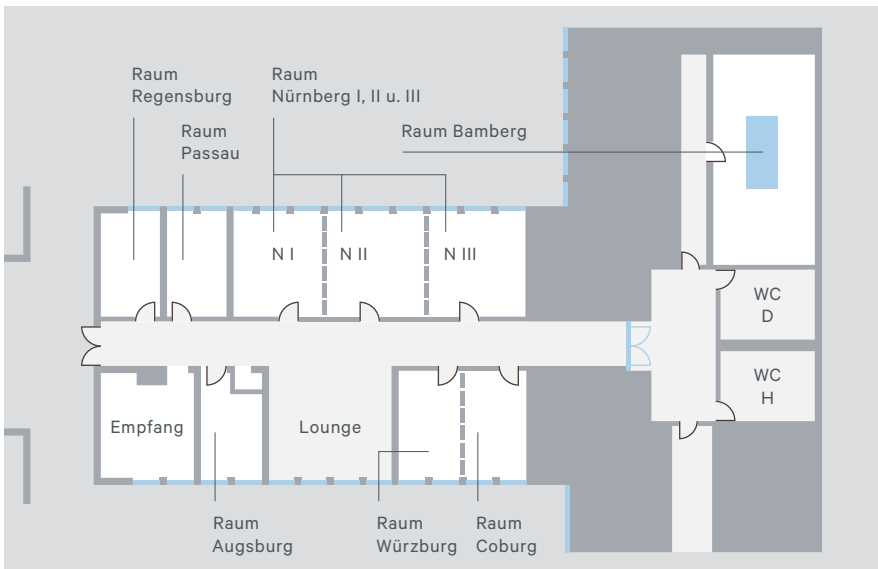 Raum
Regensburg
Raum
Nürnberg I, II u. III
Raum
Passau
Raum Bamberg
N I
N II
N III
WC
D
WC
H
Empfang
Lounge
Raum
Augsburg
Raum
Würzburg
Raum
Coburg